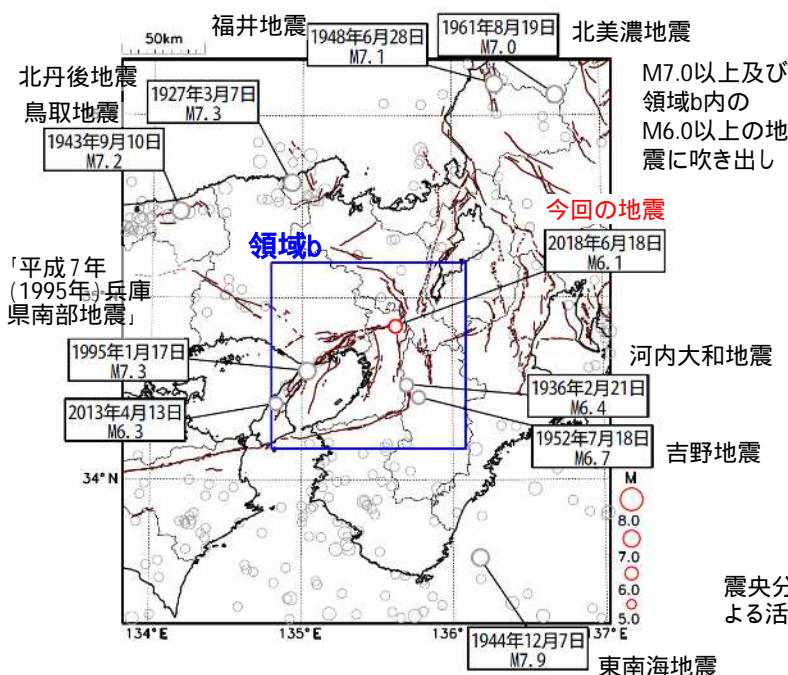 50km
福井地震
1948年6月28日
M7.1
1961年8月19日
M7.0
北美濃地震
北丹後地震
鳥取地震
1927年3月7日
M7.3
1943年9月10日
M7.2
M7.0以上及び
領域b内の
M6.0以上の地
震に吹き出し
今回の地震
2018年6月18日
M6.1
領域b
「平成7年
(1995年)兵庫
県南部地震」
35°
1995年1月17日
M7.3
2013年4月13日
M6.3
河内大和地震
1936年2月21日
M6.4
1952年7月18日
M6.7
吉野地震
34°N
M
8.0
7.0
6.0
5.0
震央分
よる活
134°E
135°E
136°E
137°E
1944年12月7日
M7.9
東南海地震